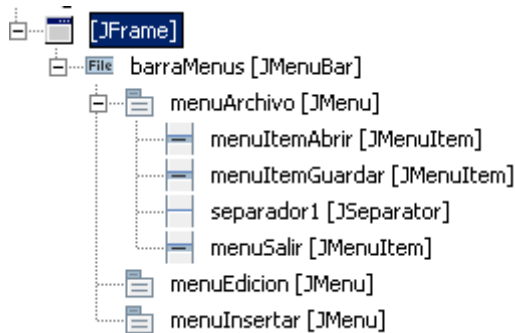 [JFrame]
File barraMenus [JMenuBar]
menuArchivo [JMenu]
menuItemAbrir [JMenuItem]
menuItemGuardar [JMenuItem]
separador1 [JSeparator]
menuSalir [JMenuItem]
menuEdicion [JMenu]
menuInsertar [JMenu]